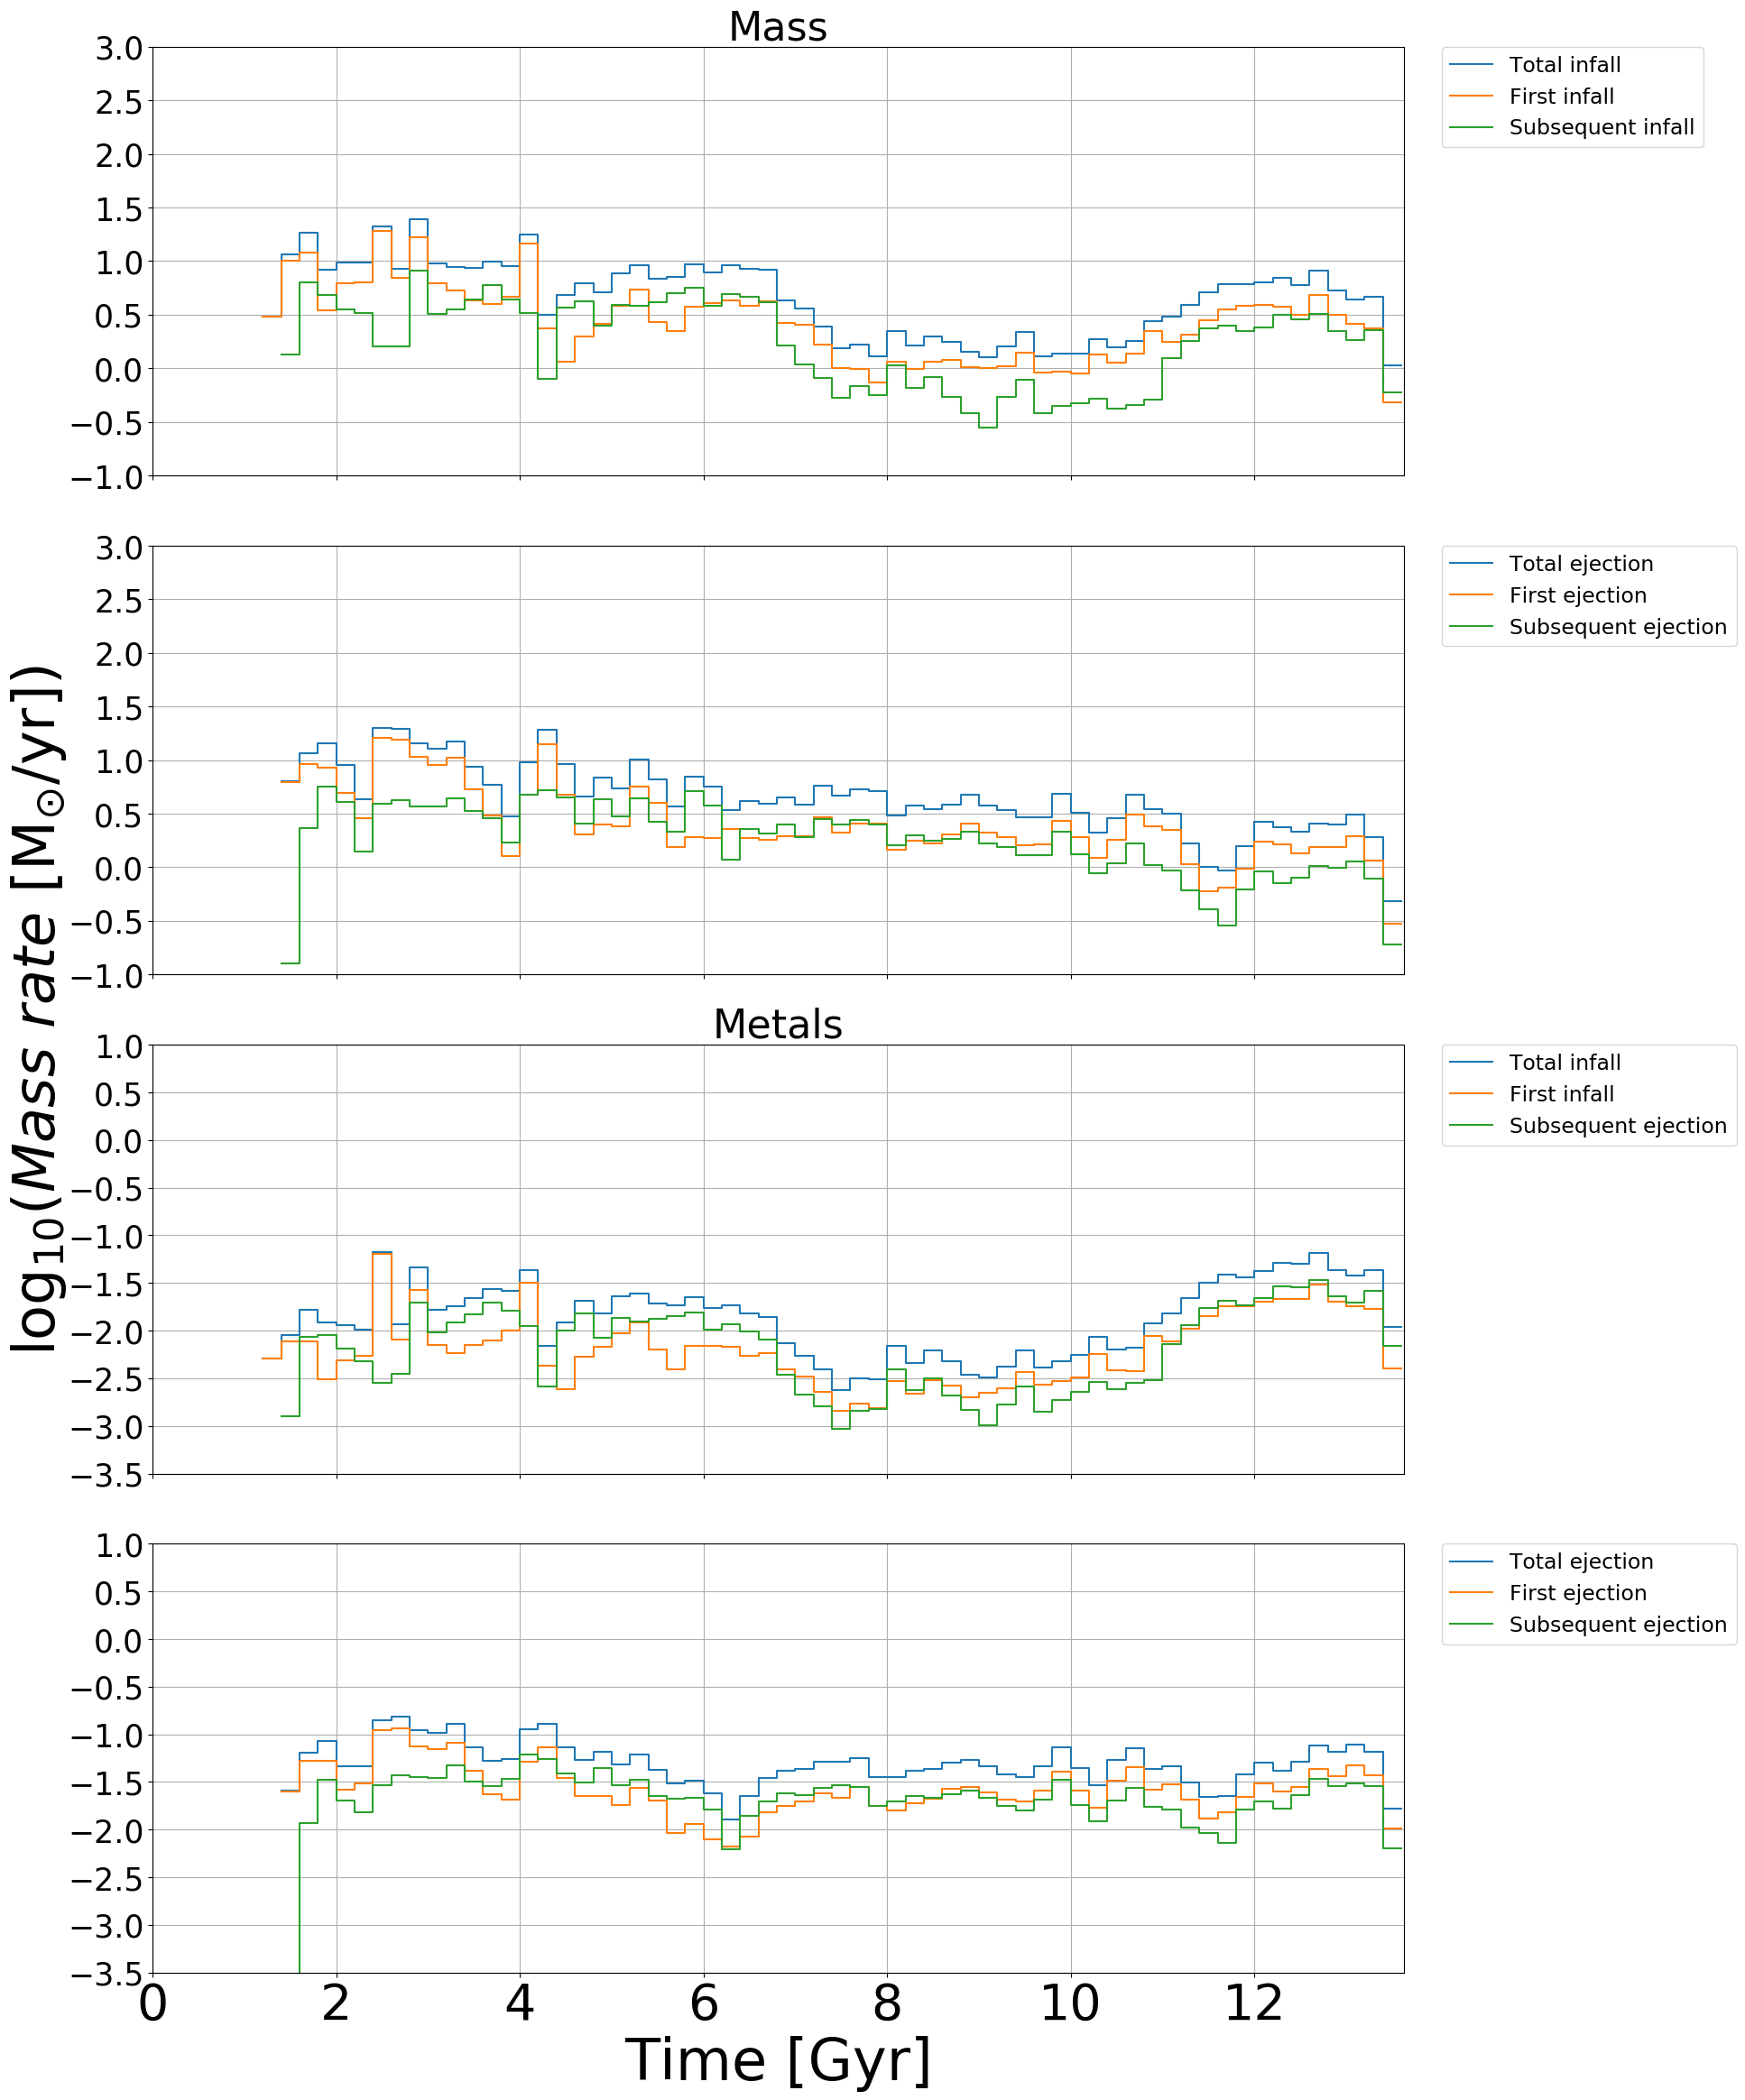 Mass
3.0
2.5
2.0
1.5
1.0
0.5
0.0
−0.5
−1.0
Total infall
First infall
Subsequent infall
3.0
2.5
2.0
1.5
1.0
0.5
0.0
−0.5
−1.0
Total ejection
First ejection
Subsequent ejection
log₁₀(Mass rate [M⊙/yr])
Metals
1.0
0.5
0.0
−0.5
−1.0
−1.5
−2.0
−2.5
−3.0
−3.5
Total infall
First infall
Subsequent ejection
1.0
0.5
0.0
−0.5
−1.0
−1.5
−2.0
−2.5
−3.0
−3.5
Total ejection
First ejection
Subsequent ejection
0 2 4 6 8 10 12
Time [Gyr]